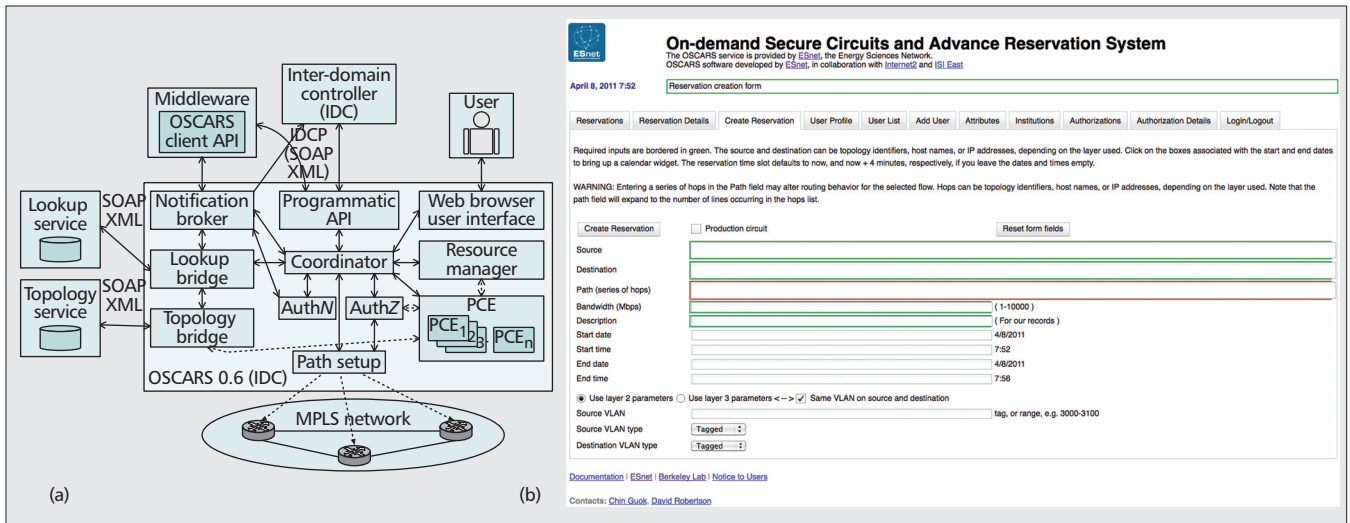 Middleware
OSCARS
client API
Inter-domain
controller
(IDC)
User
IDCP
(SOAP
XML)
Lookup
service
SOAP
XML
Notification
broker
Programmatic
API
Web browser
user interface
Lookup
bridge
Coordinator
Resource
manager
Topology
service
SOAP
XML
Topology
bridge
AuthN
AuthZ
PCE
PCE1
2
3.
PCEn
Path setup
OSCARS 0.6 (IDC)
MPLS network
(a)
(b)
ESnet
On-demand Secure Circuits and Advance Reservation System
The OSCARS service is provided by ESnet, the Energy Sciences Network.
OSCARS software developed by ESnet, in collaboration with Internet2 and ISI East
April 8, 2011 7:52
Reservation creation form
Reservations Reservation Details Create Reservation User Profile User List Add User Attributes Institutions Authorizations Authorization Details Login/Logout
Required inputs are bordered in green. The source and destination can be topology identifiers, host names, or IP addresses, depending on the layer used. Click on the boxes associated with the start and end dates
to bring up a calendar widget. The reservation time slot defaults to now, and now + 4 minutes, respectively, if you leave the dates and times empty.
WARNING: Entering a series of hops in the Path field may alter routing behavior for the selected flow. Hops can be topology identifiers, host names, or IP addresses, depending on the layer used. Note that the
path field will expand to the number of lines occurring in the hops list.
Create Reservation Production circuit Reset form fields
Source
Destination
Path (series of hops)
Bandwidth (Mbps) ( 1-10000 )
Description ( For our records )
Start date 4/8/2011
Start time 7:52
End date 4/8/2011
End time 7:56
Use layer 2 parameters Use layer 3 parameters < -- > Same VLAN on source and destination
Source VLAN tag, or range, e.g. 3000-3100
Source VLAN type Tagged
Destination VLAN type Tagged
Documentation | ESnet | Berkeley Lab | Notice to Users
Contacts: Chin Guok, David Robertson